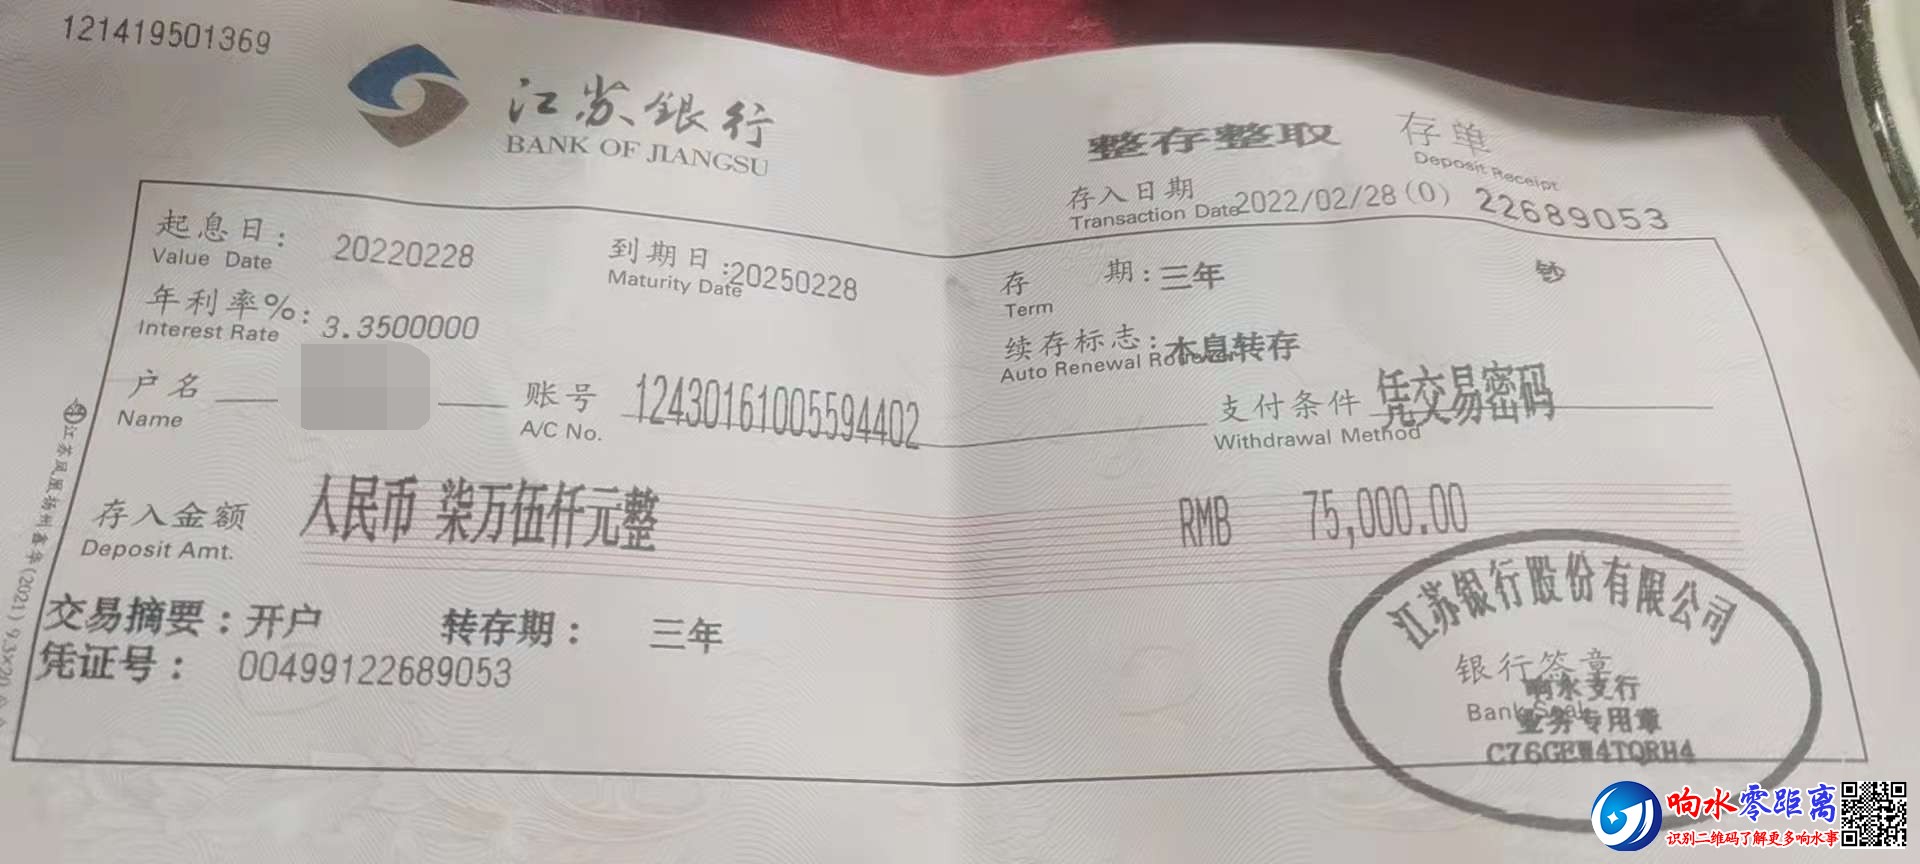 121419501369
江苏银行
BANK OF JIANGSU
整存整取 存单
Deposit Receipt
存入日期 2022/02/28(0) 22689053
Transaction Date
起息日: 20220228 到期日:20250228 存 期:三年 钞
Value Date Maturity Date Term
年利率%: 3.3500000 续存标志:本息转存
Interest Rate Auto Renewal
户名 账号 12430161005594402 支付条件 凭交易密码
Name A/C No. Withdrawal Method
存入金额 人民币 柒万伍仟元整 RMB 75,000.00
Deposit Amt.
交易摘要:开户 转存期: 三年
凭证号: 00499122689053
江苏银行股份有限公司
银行签章
响水支行
Bank Seal
业务专用章
C76GEW4TQRH4
响水零距离
识别二维码了解更多响水事